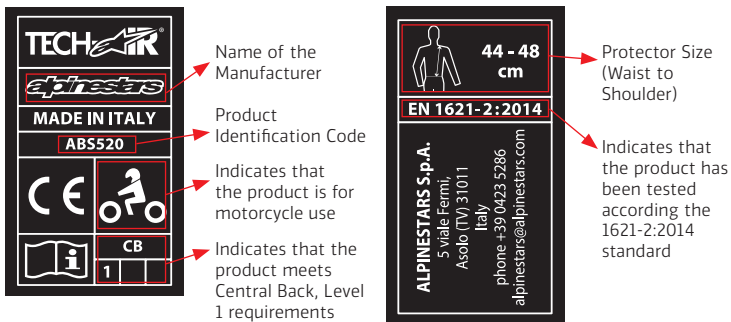 TECH-AIR
alpinestars
MADE IN ITALY
ABS520
CE
i
CB
1
Name of the
Manufacturer
Product
Identification Code
Indicates that
the product is for
motorcycle use
Indicates that the
product meets
Central Back, Level
1 requirements
44 - 48
cm
EN 1621-2:2014
ALPINESTARS S.p.A.
5 viale Fermi,
Asolo (TV) 31011
Italy
phone +39 0423 5286
alpinestars@alpinestars.com
Protector Size
(Waist to
Shoulder)
Indicates that
the product has
been tested
according the
1621-2:2014
standard